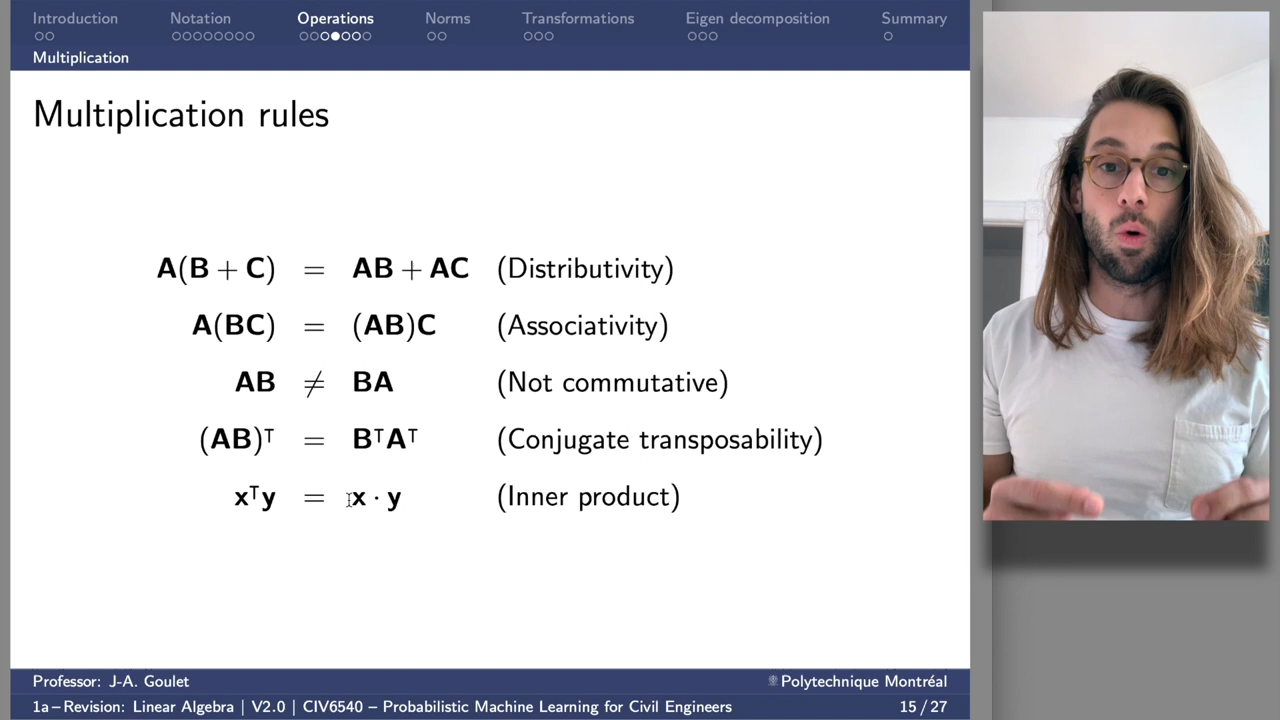 Introduction Notation Operations Norms Transformations Eigen decomposition Summary
Multiplication
Multiplication rules
A(B + C) = AB + AC (Distributivity)
A(BC) = (AB)C (Associativity)
AB ≠ BA (Not commutative)
(AB)ᵀ = BᵀAᵀ (Conjugate transposability)
xᵀy = x · y (Inner product)
Professor: J-A. Goulet Polytechnique Montréal
1a – Revision: Linear Algebra | V2.0 | CIV6540 – Probabilistic Machine Learning for Civil Engineers 15 / 27